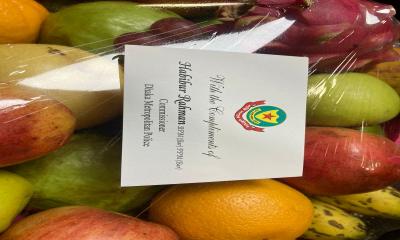 With the Compliments of
Habibur Rahman BPM (Bar), PPM (Bar)
Commissioner
Dhaka Metropolitan Police